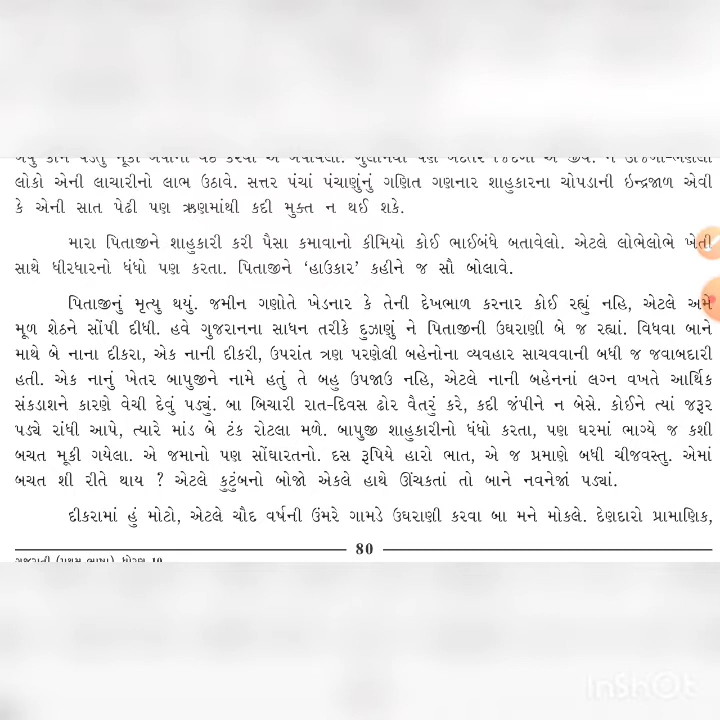 લોકો એની લાચારીનો લાભ ઉઠાવે. સત્તર પંચાં પંચાણુંનું ગણિત ગણનાર શાહુકારના ચોપડાની ઇન્દ્રજાળ એવી
કે એની સાત પેઢી પણ ઋણમાંથી કદી મુક્ત ન થઈ શકે.
મારા પિતાજીને શાહુકારી કરી પૈસા કમાવાનો કીમિયો કોઈ ભાઈબંધે બતાવેલો. એટલે લોભેલોભે ખેતી
સાથે ધીરધારનો ધંધો પણ કરતા. પિતાજીને ‘હાઉકાર’ કહીને જ સૌ બોલાવે.
પિતાજીનું મૃત્યુ થયું. જમીન ગણોતે ખેડનાર કે તેની દેખભાળ કરનાર કોઈ રહ્યું નહિ, એટલે અમે
મૂળ શેઠને સોંપી દીધી. હવે ગુજરાનના સાધન તરીકે દુઝાણું ને પિતાજીની ઉઘરાણી બે જ રહ્યાં. વિધવા બાને
માથે બે નાના દીકરા, એક નાની દીકરી, ઉપરાંત ત્રણ પરણેલી બહેનોના વ્યવહાર સાચવવાની બધી જ જવાબદારી
હતી. એક નાનું ખેતર બાપુજીને નામે હતું તે બહુ ઉપજાઉ નહિ, એટલે નાની બહેનનાં લગ્ન વખતે આર્થિક
સંકડાશને કારણે વેચી દેવું પડ્યું. બા બિચારી રાત-દિવસ ઢોર વૈતરું કરે, કદી જંપીને ન બેસે. કોઈને ત્યાં જરૂર
પડ્યે રાંધી આપે, ત્યારે માંડ બે ટંક રોટલા મળે. બાપુજી શાહુકારીનો ધંધો કરતા, પણ ઘરમાં ભાગ્યે જ કશી
બચત મૂકી ગયેલા. એ જમાનો પણ સોંઘારતનો. દસ રૂપિયે હારો ભાત, એ જ પ્રમાણે બધી ચીજવસ્તુ. એમાં
બચત શી રીતે થાય ? એટલે કુટુંબનો બોજો એકલે હાથે ઊંચકતાં તો બાને નવનેજાં પડ્યાં.
દીકરામાં હું મોટો, એટલે ચૌદ વર્ષની ઉંમરે ગામડે ઉઘરાણી કરવા બા મને મોકલે. દેણદારો પ્રામાણિક,
80
InShOt